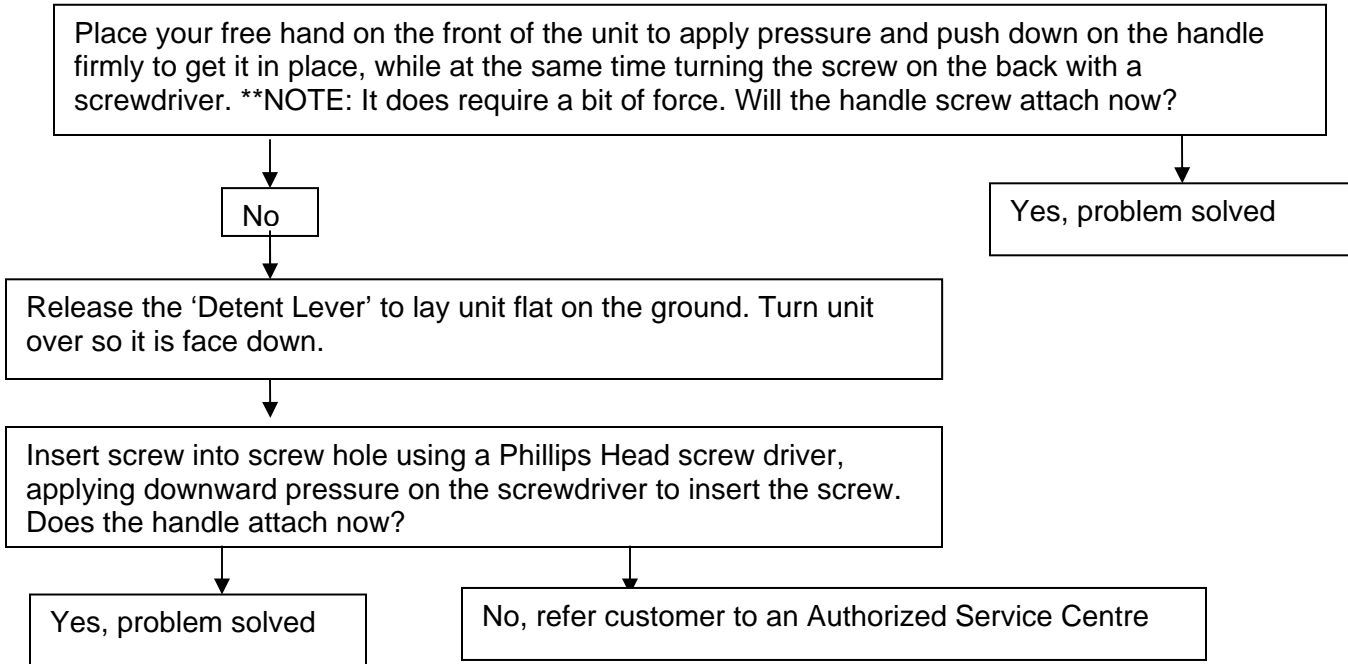 Place your free hand on the front of the unit to apply pressure and push down on the handle
firmly to get it in place, while at the same time turning the screw on the back with a
screwdriver. **NOTE: It does require a bit of force. Will the handle screw attach now?
No
Yes, problem solved
Release the ‘Detent Lever’ to lay unit flat on the ground. Turn unit
over so it is face down.
Insert screw into screw hole using a Phillips Head screw driver,
applying downward pressure on the screwdriver to insert the screw.
Does the handle attach now?
Yes, problem solved
No, refer customer to an Authorized Service Centre